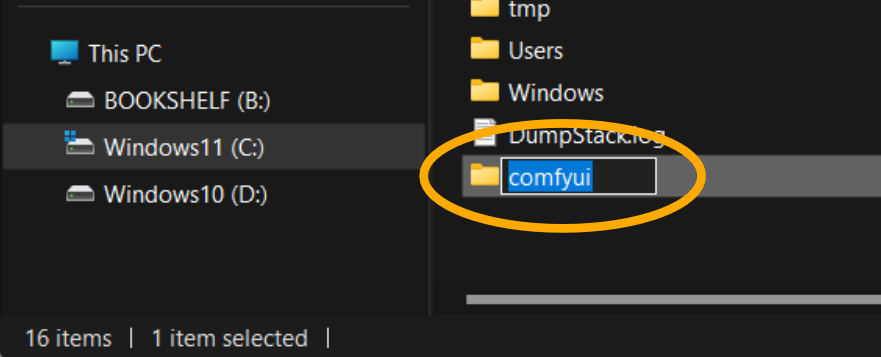 This PC
BOOKSHELF (B:)
Windows11 (C:)
Windows10 (D:)
tmp
Users
Windows
DumpStack.log
comfyui
16 items | 1 item selected |